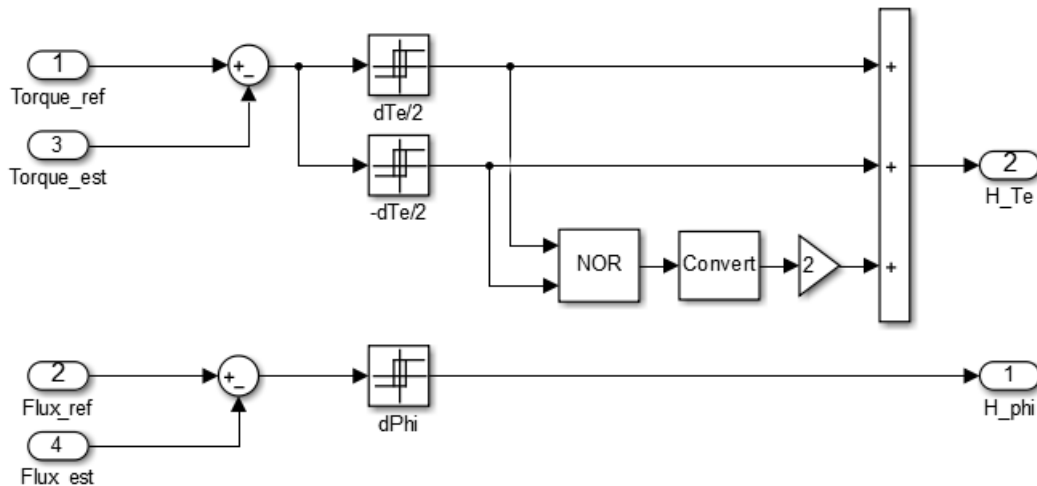 1
Torque_ref
+
−
dTe/2
+
3
Torque_est
-dTe/2
+
2
H_Te
NOR
Convert
2
+
2
Flux_ref
+
−
dPhi
1
H_phi
4
Flux_est